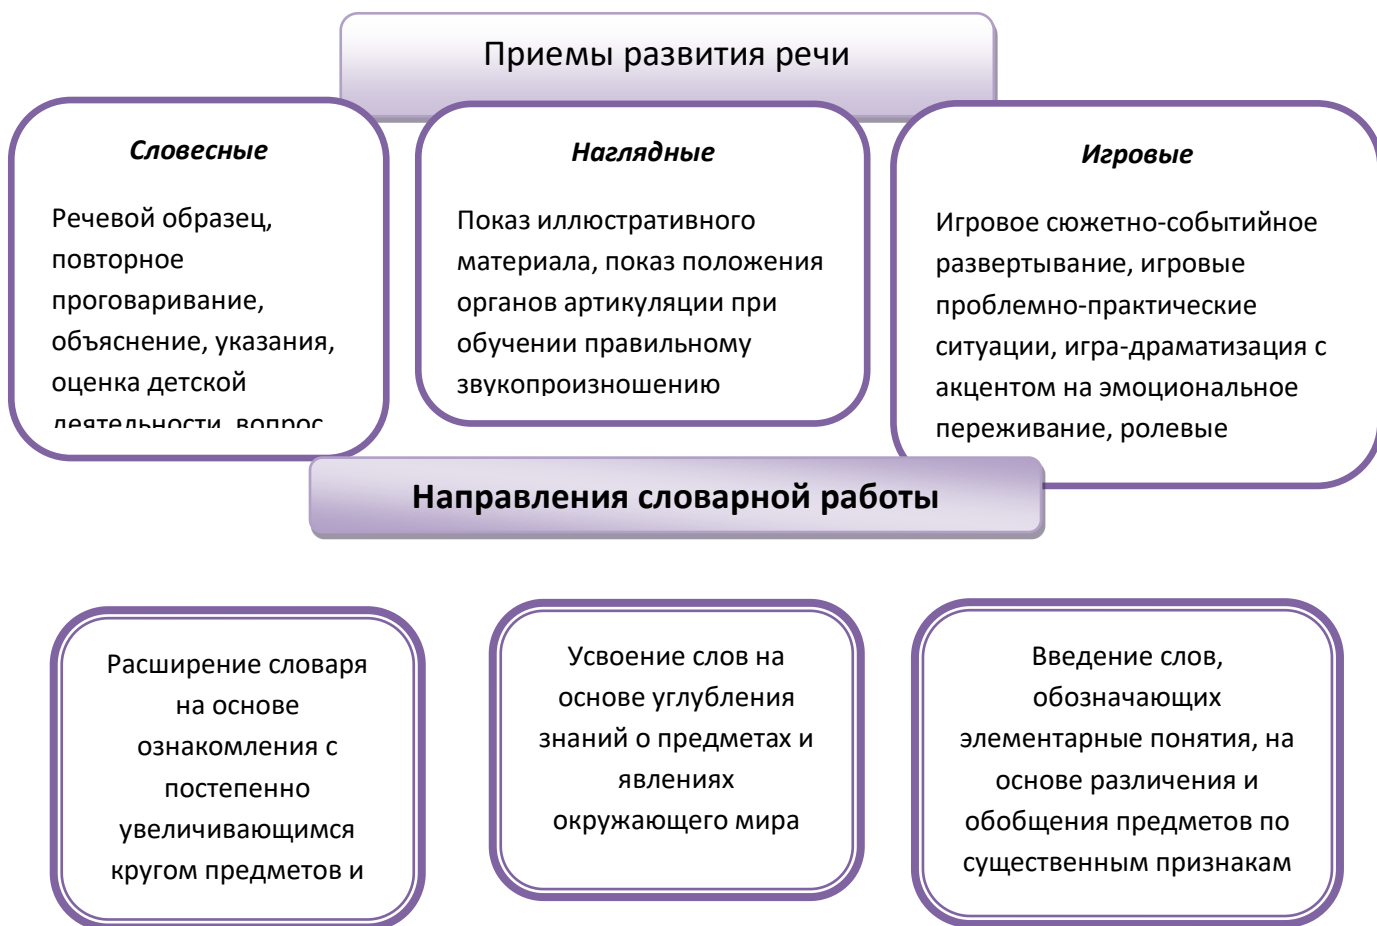 Приемы развития речи
Словесные
Речевой образец,
повторное
проговаривание,
объяснение, указания,
оценка детской
деятельности, вопрос
Наглядные
Показ иллюстративного
материала, показ положения
органов артикуляции при
обучении правильному
звукопроизношению
Игровые
Игровое сюжетно-событийное
развертывание, игровые
проблемно-практические
ситуации, игра-драматизация с
акцентом на эмоциональное
переживание, ролевые
Направления словарной работы
Расширение словаря
на основе
ознакомления с
постепенно
увеличивающимся
кругом предметов и
Усвоение слов на
основе углубления
знаний о предметах и
явлениях
окружающего мира
Введение слов,
обозначающих
элементарные понятия, на
основе различения и
обобщения предметов по
существенным признакам